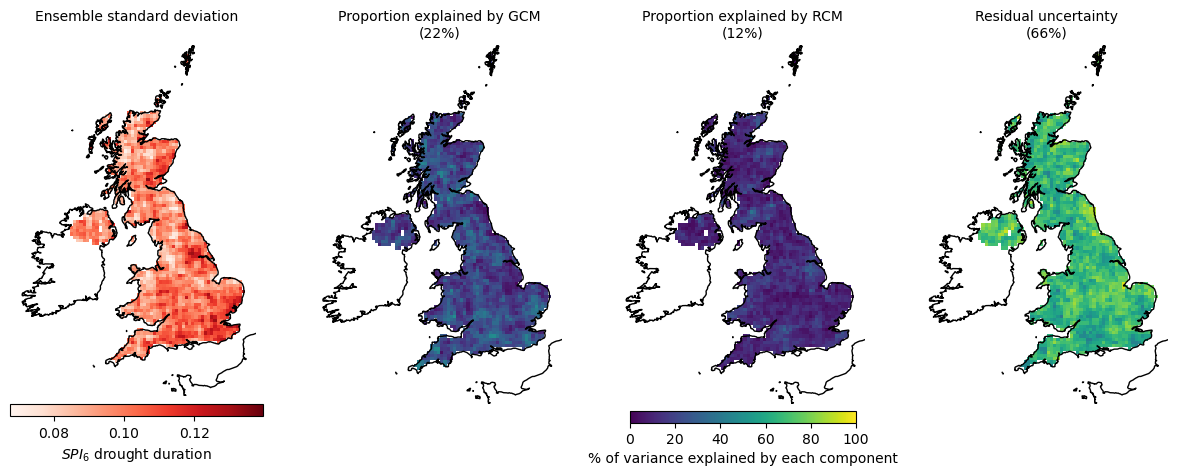 Ensemble standard deviation
Proportion explained by GCM
(22%)
Proportion explained by RCM
(12%)
Residual uncertainty
(66%)
0.08 0.10 0.12
SPI₆ drought duration
0 20 40 60 80 100
% of variance explained by each component